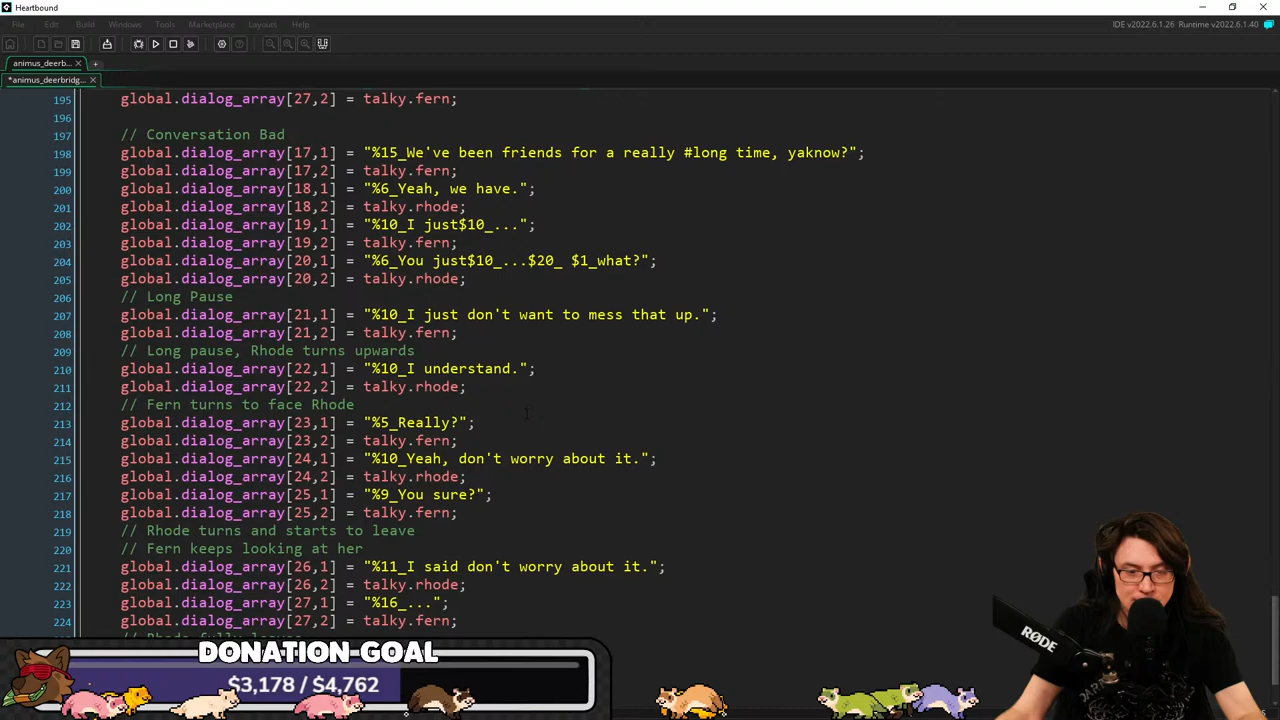 Heartbound
File Edit Build Windows Tools Marketplace Layouts Help
IDE v2022.6.1.26 Runtime v2022.6.1.40
animus_deerb...
*animus_deerbridg...
195 global.dialog_array[27,2] = talky.fern;
196
197 // Conversation Bad
198 global.dialog_array[17,1] = "%15_We've been friends for a really #long time, yaknow?";
199 global.dialog_array[17,2] = talky.fern;
200 global.dialog_array[18,1] = "%6_Yeah, we have.";
201 global.dialog_array[18,2] = talky.rhode;
202 global.dialog_array[19,1] = "%10_I just$10_...";
203 global.dialog_array[19,2] = talky.fern;
204 global.dialog_array[20,1] = "%6_You just$10_...$20_ $1_what?";
205 global.dialog_array[20,2] = talky.rhode;
206 // Long Pause
207 global.dialog_array[21,1] = "%10_I just don't want to mess that up.";
208 global.dialog_array[21,2] = talky.fern;
209 // Long pause, Rhode turns upwards
210 global.dialog_array[22,1] = "%10_I understand.";
211 global.dialog_array[22,2] = talky.rhode;
212 // Fern turns to face Rhode
213 global.dialog_array[23,1] = "%5_Really?";
214 global.dialog_array[23,2] = talky.fern;
215 global.dialog_array[24,1] = "%10_Yeah, don't worry about it.";
216 global.dialog_array[24,2] = talky.rhode;
217 global.dialog_array[25,1] = "%9_You sure?";
218 global.dialog_array[25,2] = talky.fern;
219 // Rhode turns and starts to leave
220 // Fern keeps looking at her
221 global.dialog_array[26,1] = "%11_I said don't worry about it.";
222 global.dialog_array[26,2] = talky.rhode;
223 global.dialog_array[27,1] = "%16_...";
224 global.dialog_array[27,2] = talky.fern;
// Rhode fully leaves
DONATION GOAL
$3,178 / $4,762
RØDE